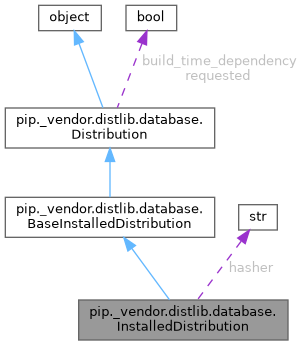 object
bool
build_time_dependency
requested
pip._vendor.distlib.database.
Distribution
pip._vendor.distlib.database.
BaseInstalledDistribution
str
hasher
pip._vendor.distlib.database.
InstalledDistribution